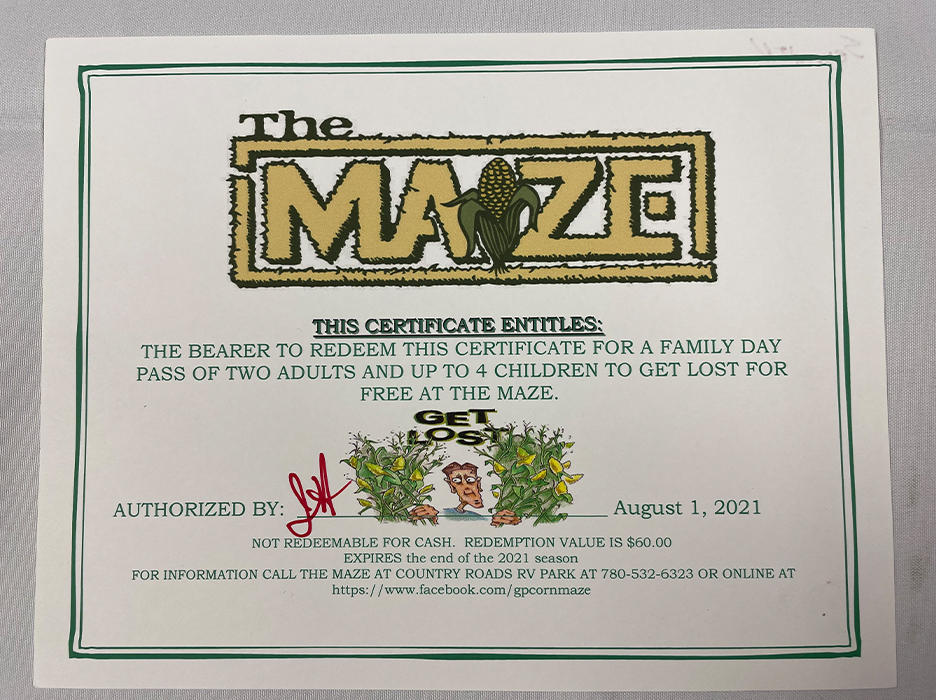 The
MAZE
THIS CERTIFICATE ENTITLES:
THE BEARER TO REDEEM THIS CERTIFICATE FOR A FAMILY DAY
PASS OF TWO ADULTS AND UP TO 4 CHILDREN TO GET LOST FOR
FREE AT THE MAZE.
GET
LOST
AUTHORIZED BY: August 1, 2021
NOT REDEEMABLE FOR CASH. REDEMPTION VALUE IS $60.00
EXPIRES the end of the 2021 season
FOR INFORMATION CALL THE MAZE AT COUNTRY ROADS RV PARK AT 780-532-6323 OR ONLINE AT
https://www.facebook.com/gpcornmaze